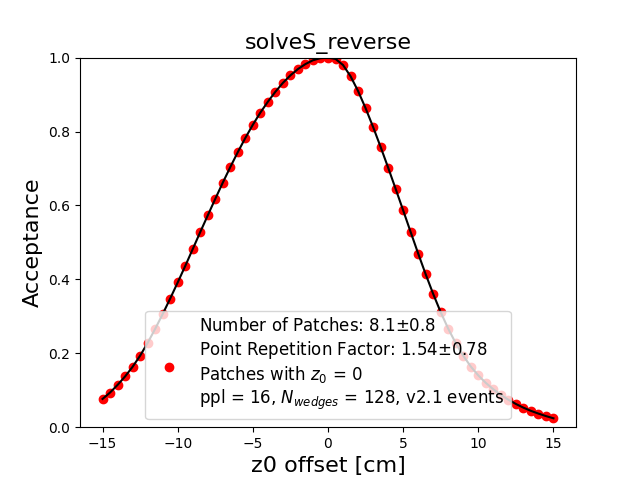 solveS_reverse
Acceptance
1.0
0.8
0.6
0.4
0.2
0.0
Number of Patches: 8.1±0.8
Point Repetition Factor: 1.54±0.78
Patches with z₀ = 0
ppl = 16, N_wedges = 128, v2.1 events
−15 −10 −5 0 5 10 15
z0 offset [cm]